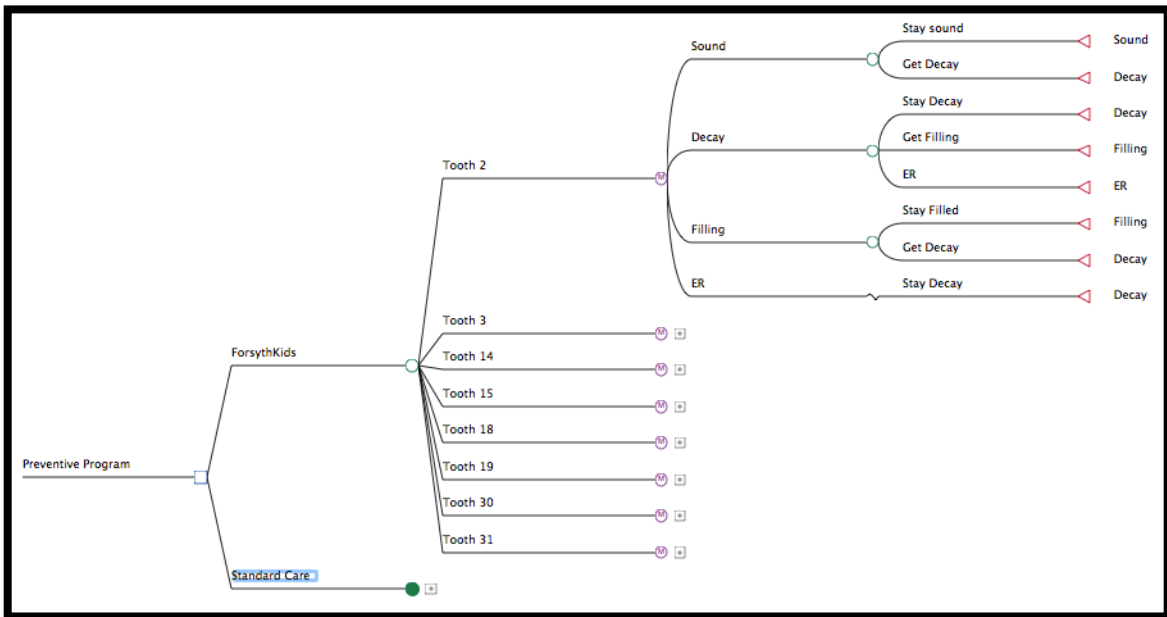 Preventive Program
ForsythKids
Tooth 2
M
Sound
Stay sound
Sound
Get Decay
Decay
Decay
Stay Decay
Decay
Get Filling
Filling
ER
ER
Filling
Stay Filled
Filling
Get Decay
Decay
ER
Stay Decay
Decay
Tooth 3
M
Tooth 14
M
Tooth 15
M
Tooth 18
M
Tooth 19
M
Tooth 30
M
Tooth 31
M
Standard Care